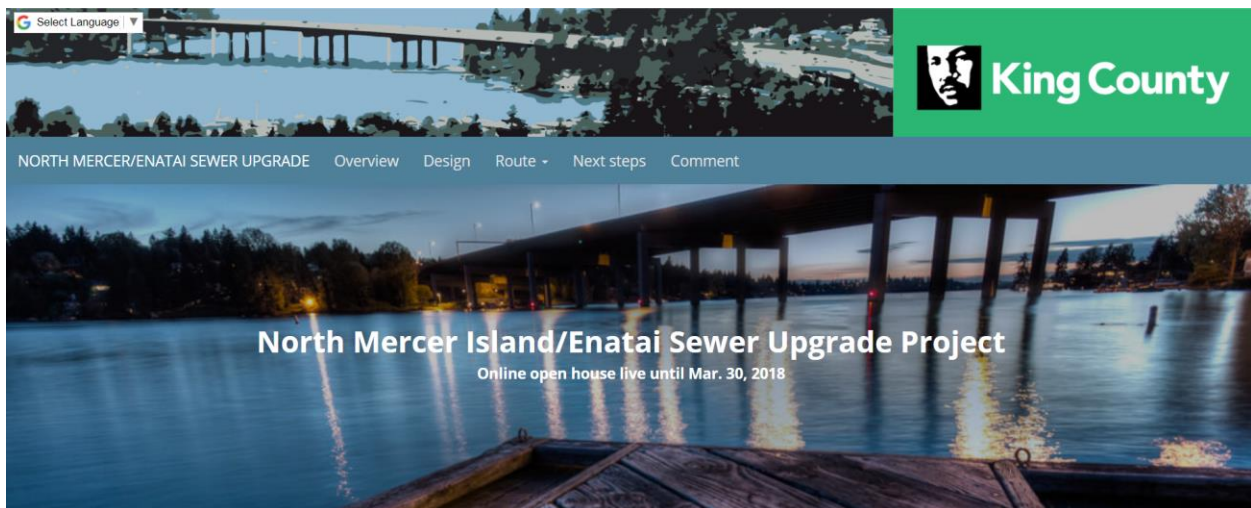 Select Language
King County
NORTH MERCER/ENATAI SEWER UPGRADE Overview Design Route Next steps Comment
North Mercer Island/Enatai Sewer Upgrade Project
Online open house live until Mar. 30, 2018